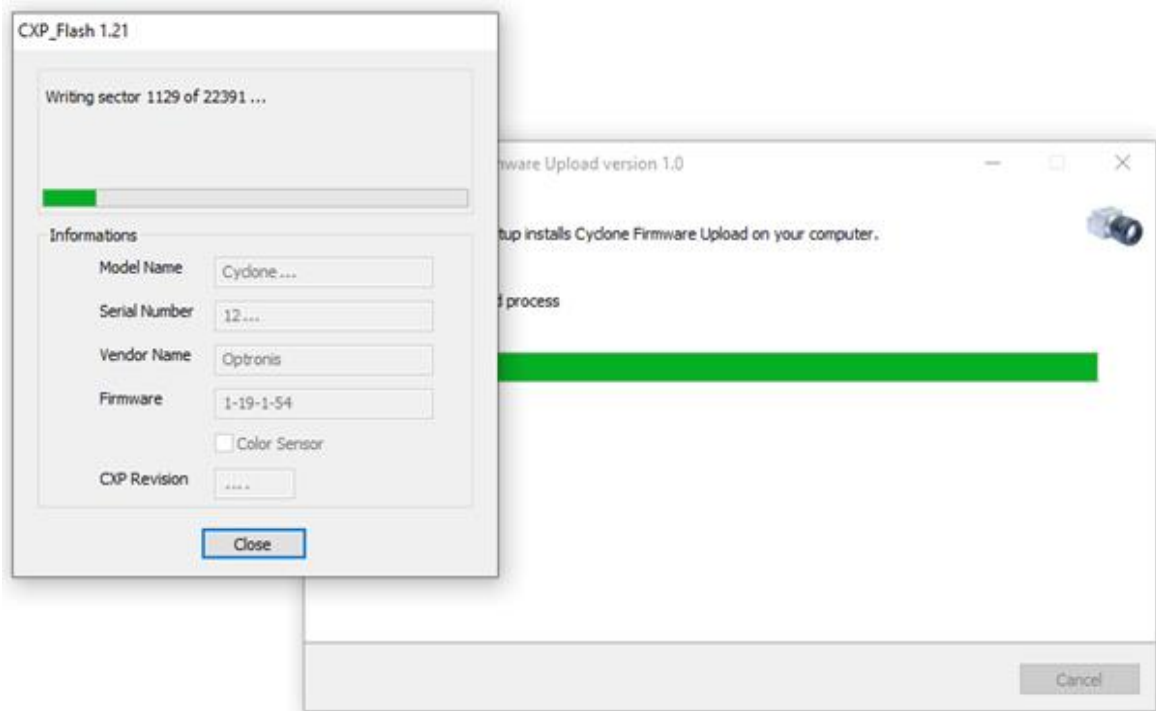 CXP_Flash 1.21
Writing sector 1129 of 22391 ...
Informations
Model Name Cyclone ...
Serial Number 12...
Vendor Name Optronis
Firmware 1-19-1-54
Color Sensor
CXP Revision ....
Close
Upload version 1.0
installs Cyclone Firmware Upload on your computer.
process
Cancel